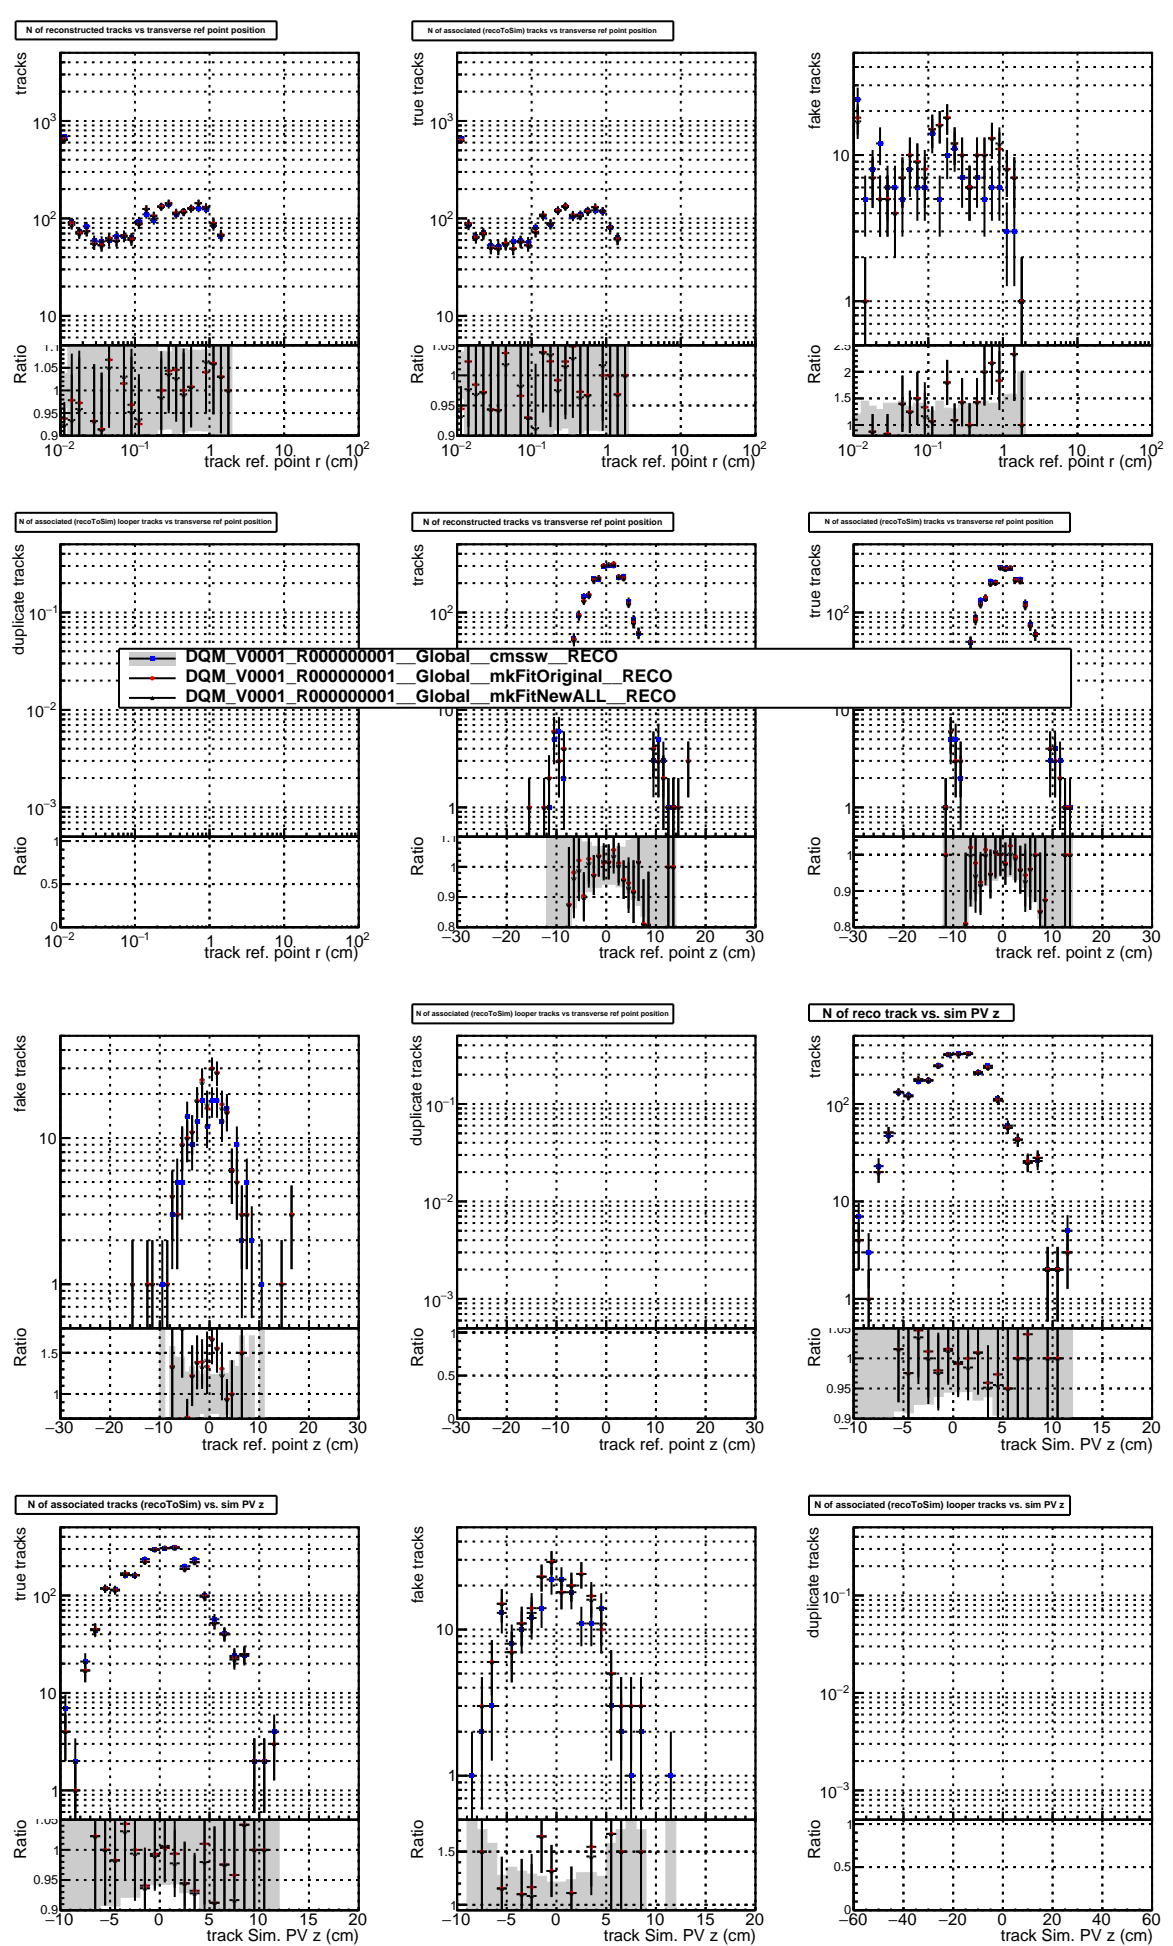 N of reconstructed tracks vs transverse ref point position
N of associated (recoToSim) tracks vs transverse ref point position
tracks
10³
10²
10
Ratio
1.1
1.05
1
0.95
0.9
10⁻² 10⁻¹ 1 10 10²
track ref. point r (cm)
true tracks
10³
10²
10
Ratio
1.05
1
0.95
0.9
10⁻² 10⁻¹ 1 10 10²
track ref. point r (cm)
fake tracks
10
1
Ratio
2.5
2
1.5
1
10⁻² 10⁻¹ 1 10 10²
track ref. point r (cm)
N of associated (recoToSim) looper tracks vs transverse ref point position
N of reconstructed tracks vs transverse ref point position
N of associated (recoToSim) tracks vs transverse ref point position
duplicate tracks
10⁻¹
10⁻²
10⁻³
Ratio
1
0.5
0
10⁻² 10⁻¹ 1 10 10²
track ref. point r (cm)
tracks
10²
10
1
Ratio
1.1
1
0.9
0.8
−30 −20 −10 0 10 20 30
track ref. point z (cm)
true tracks
10²
10
1
Ratio
1
0.9
0.8
−30 −20 −10 0 10 20 30
track ref. point z (cm)
DQM_V0001_R000000001__Global__cmssw__RECO
DQM_V0001_R000000001__Global__mkFitOriginal__RECO
DQM_V0001_R000000001__Global__mkFitNewALL__RECO
N of associated (recoToSim) looper tracks vs transverse ref point position
N of reco track vs. sim PV z
fake tracks
10
1
Ratio
1.5
1
−30 −20 −10 0 10 20 30
track ref. point z (cm)
duplicate tracks
10⁻¹
10⁻²
10⁻³
Ratio
1
0.5
0
−30 −20 −10 0 10 20 30
track ref. point z (cm)
tracks
10²
10
1
Ratio
1.05
1
0.95
0.9
−10 −5 0 5 10 15 20
track Sim. PV z (cm)
N of associated tracks (recoToSim) vs. sim PV z
N of associated (recoToSim) looper tracks vs. sim PV z
true tracks
10²
10
1
Ratio
1.05
1
0.95
0.9
−10 −5 0 5 10 15 20
track Sim. PV z (cm)
fake tracks
10
1
Ratio
1.5
1
−10 −5 0 5 10 15 20
track Sim. PV z (cm)
duplicate tracks
10⁻¹
10⁻²
10⁻³
Ratio
1
0.5
0
−60 −40 −20 0 20 40 60
track Sim. PV z (cm)